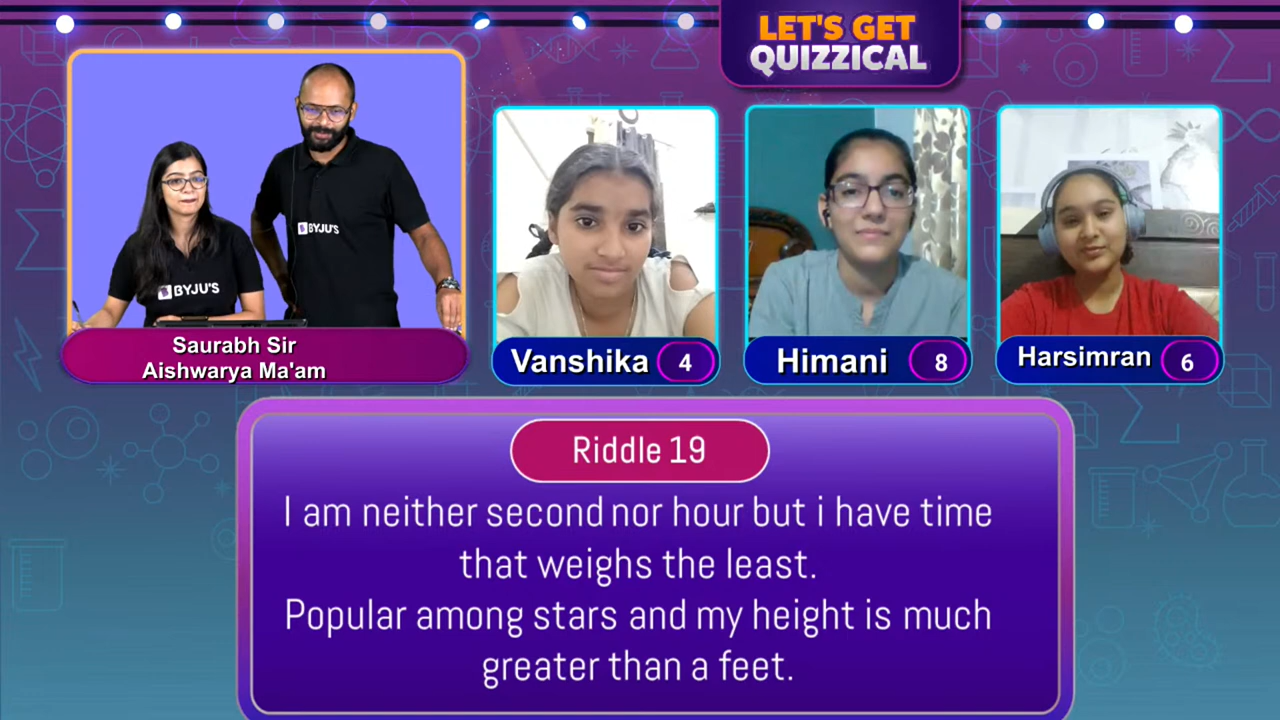 LET'S GET
QUIZZICAL
BYJU'S
BYJU'S
Saurabh Sir
Aishwarya Ma'am
Vanshika 4
Himani 8
Harsimran 6
Riddle 19
I am neither second nor hour but i have time
that weighs the least.
Popular among stars and my height is much
greater than a feet.